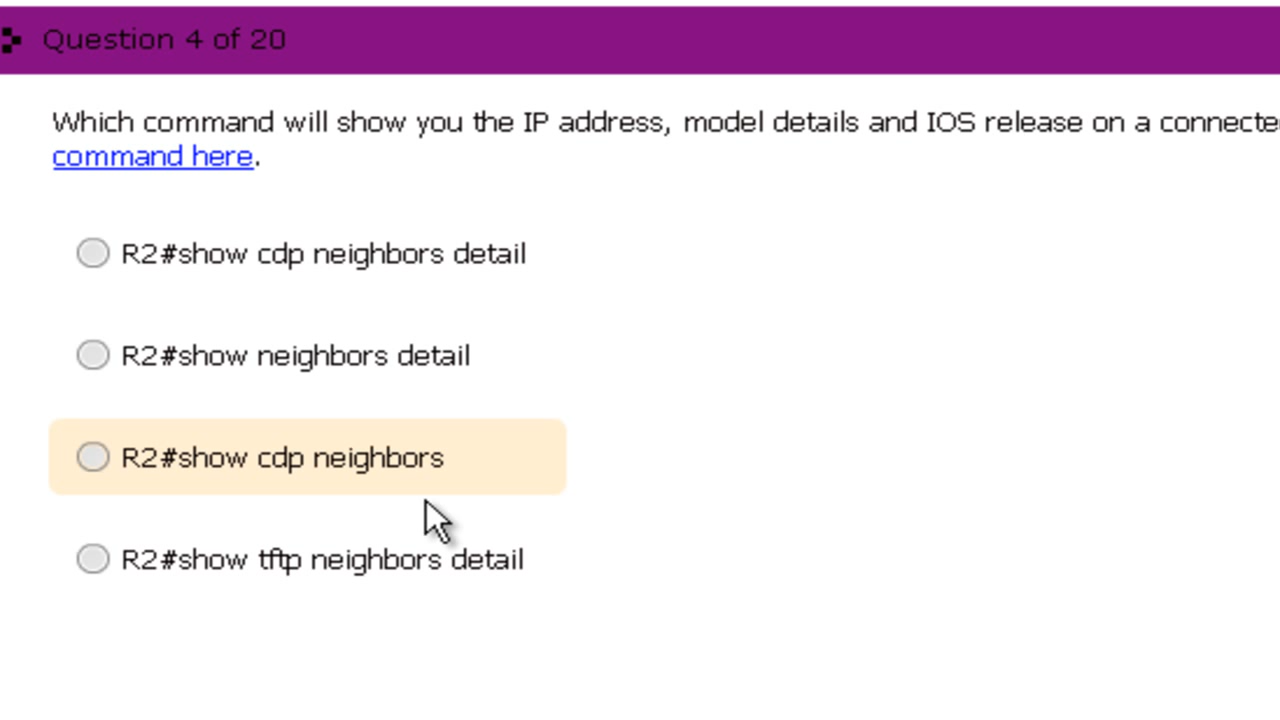 Question 4 of 20
Which command will show you the IP address, model details and IOS release on a
command here.
R2#show cdp neighbors detail
R2#show neighbors detail
R2#show cdp neighbors
R2#show tftp neighbors detail